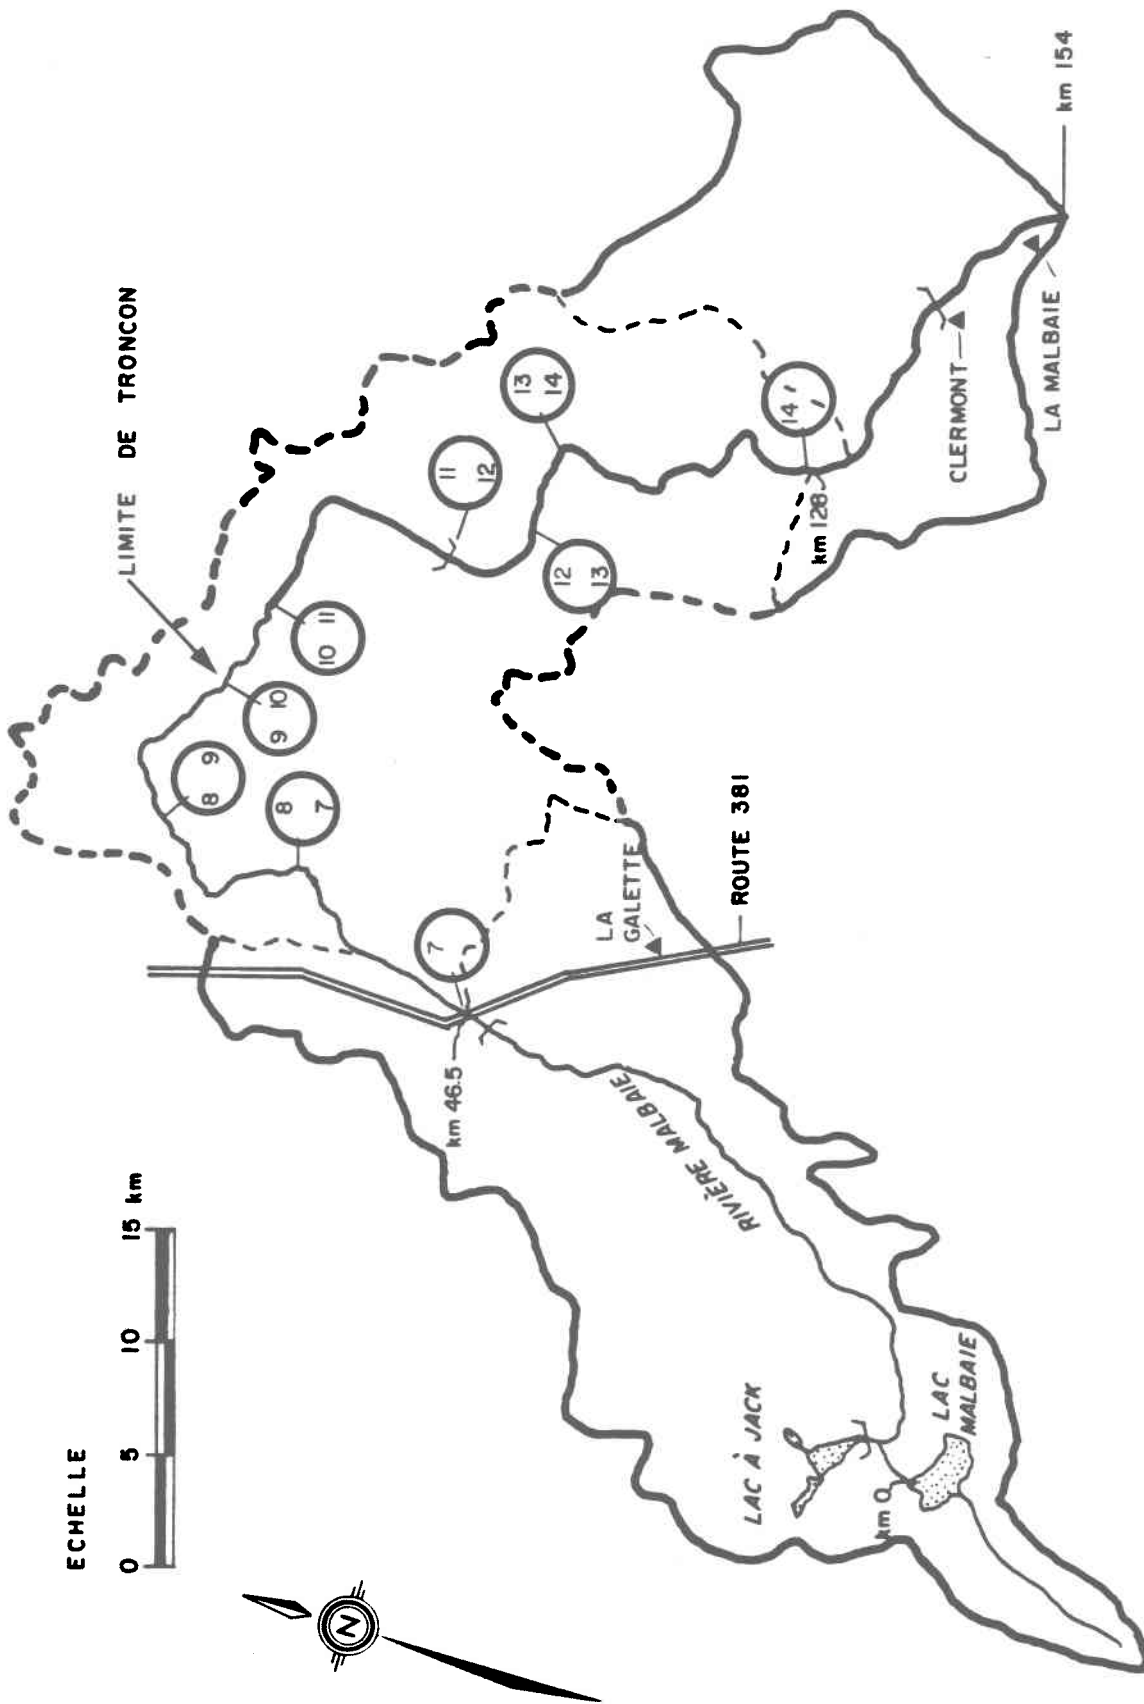 LIMITE DE TRONCON
13
14
11
12
14
12
13
10 11
9 10
8 9
8
7
7
km 128
km 154
CLERMONT
LA MALBAIE
ROUTE 381
LA
GALETTE
km 46.5
RIVIÈRE MALBAIE
ECHELLE
0 5 10 15 km
LAC À JACK
LAC
MALBAIE
km 0
N